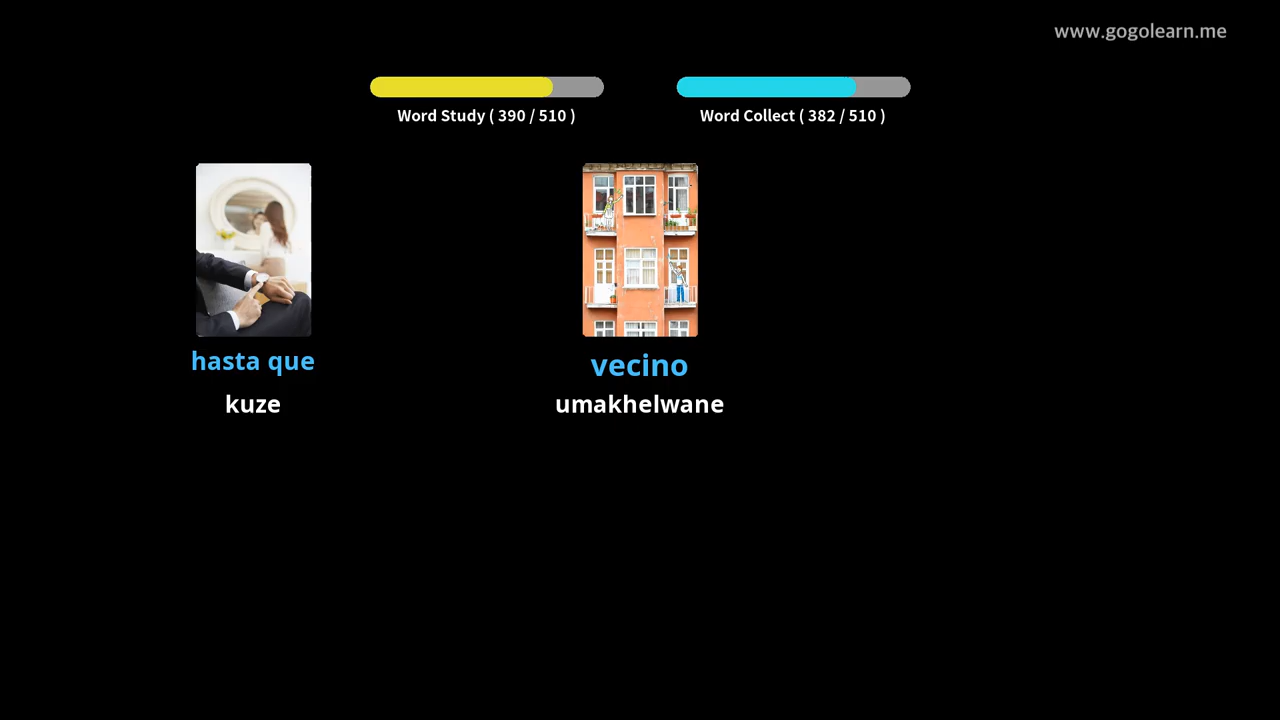 www.gogolearn.me
Word Study ( 390 / 510 )
Word Collect ( 382 / 510 )
hasta que
vecino
kuze
umakhelwane